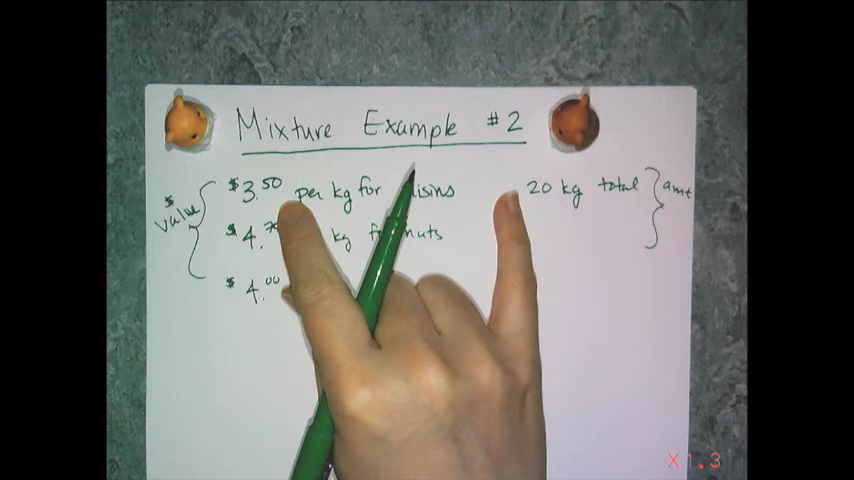 Mixture Example #2
$3.50 per kg for 20 kg total
$ value
amt
$4. kg nuts
$4.00
X1.3